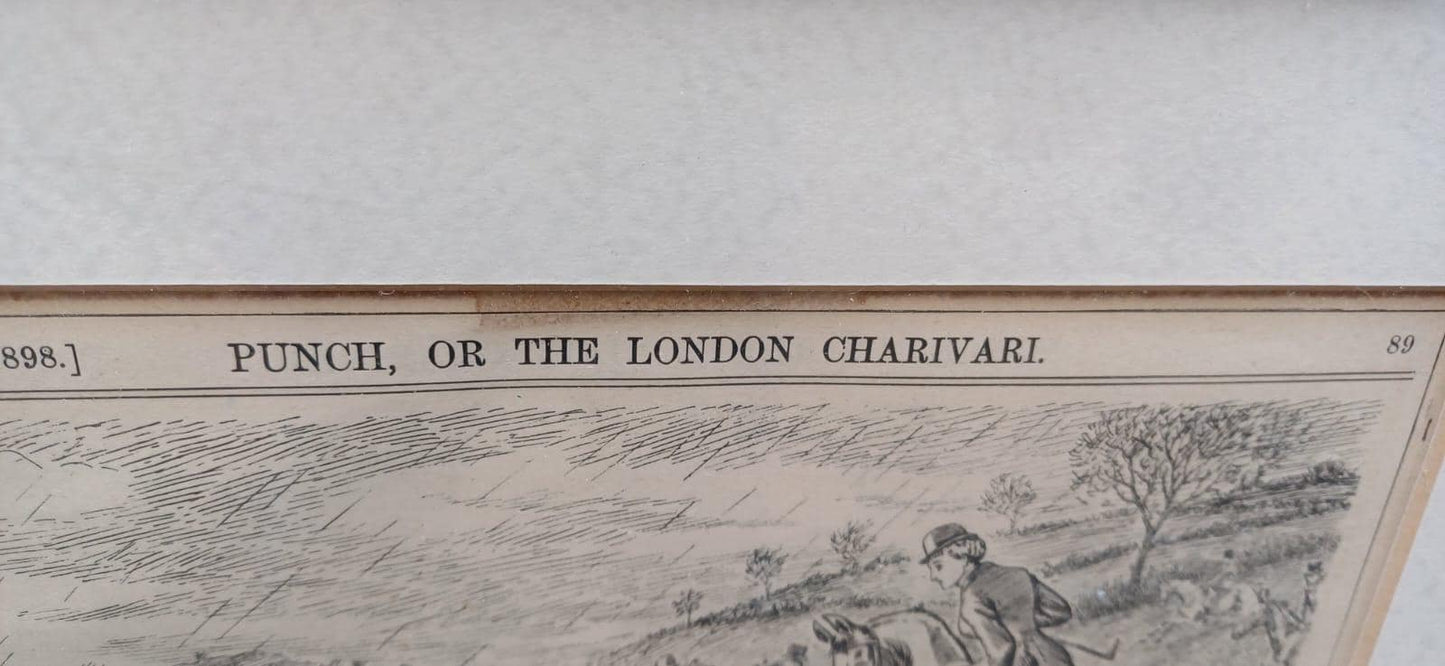 898.] PUNCH, OR THE LONDON CHARIVARI. 89